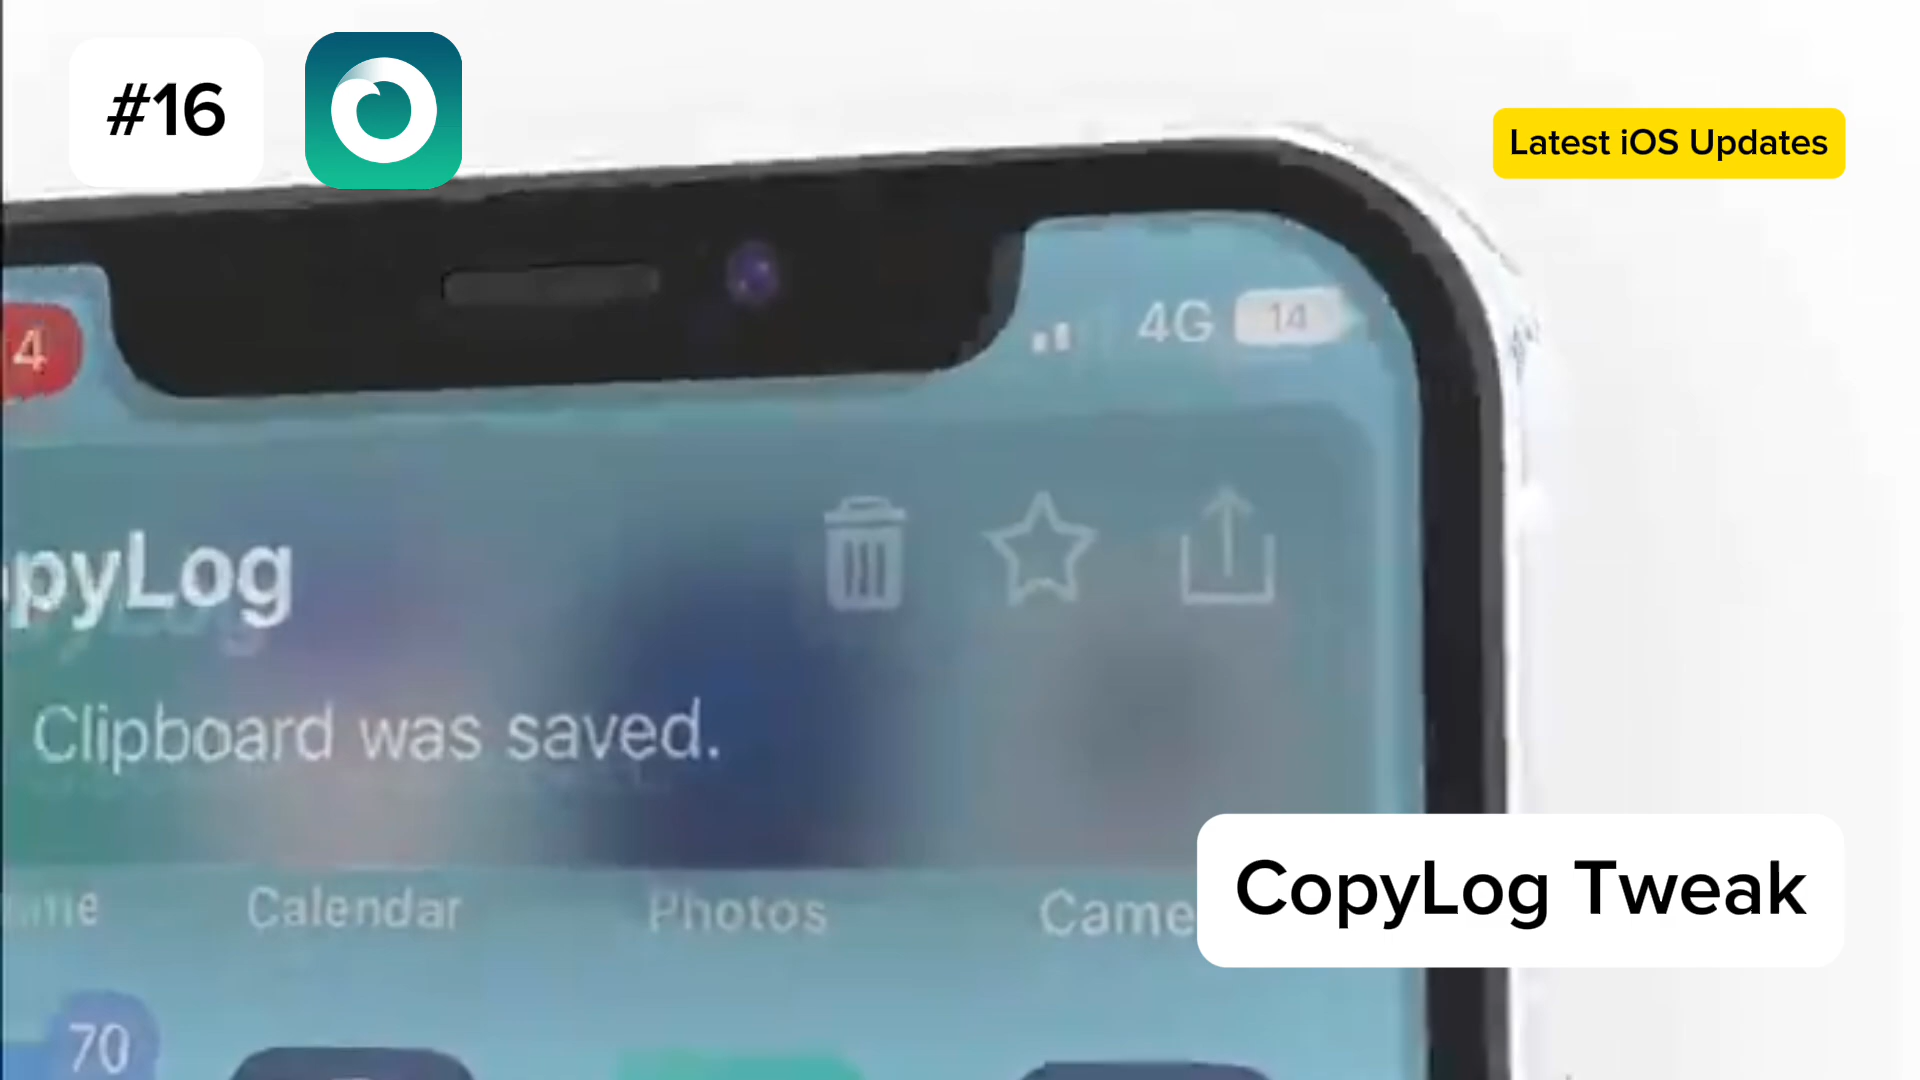 #16
Latest iOS Updates
4
4G 14
pyLog
Clipboard was saved.
Calendar Photos Came
CopyLog Tweak
70